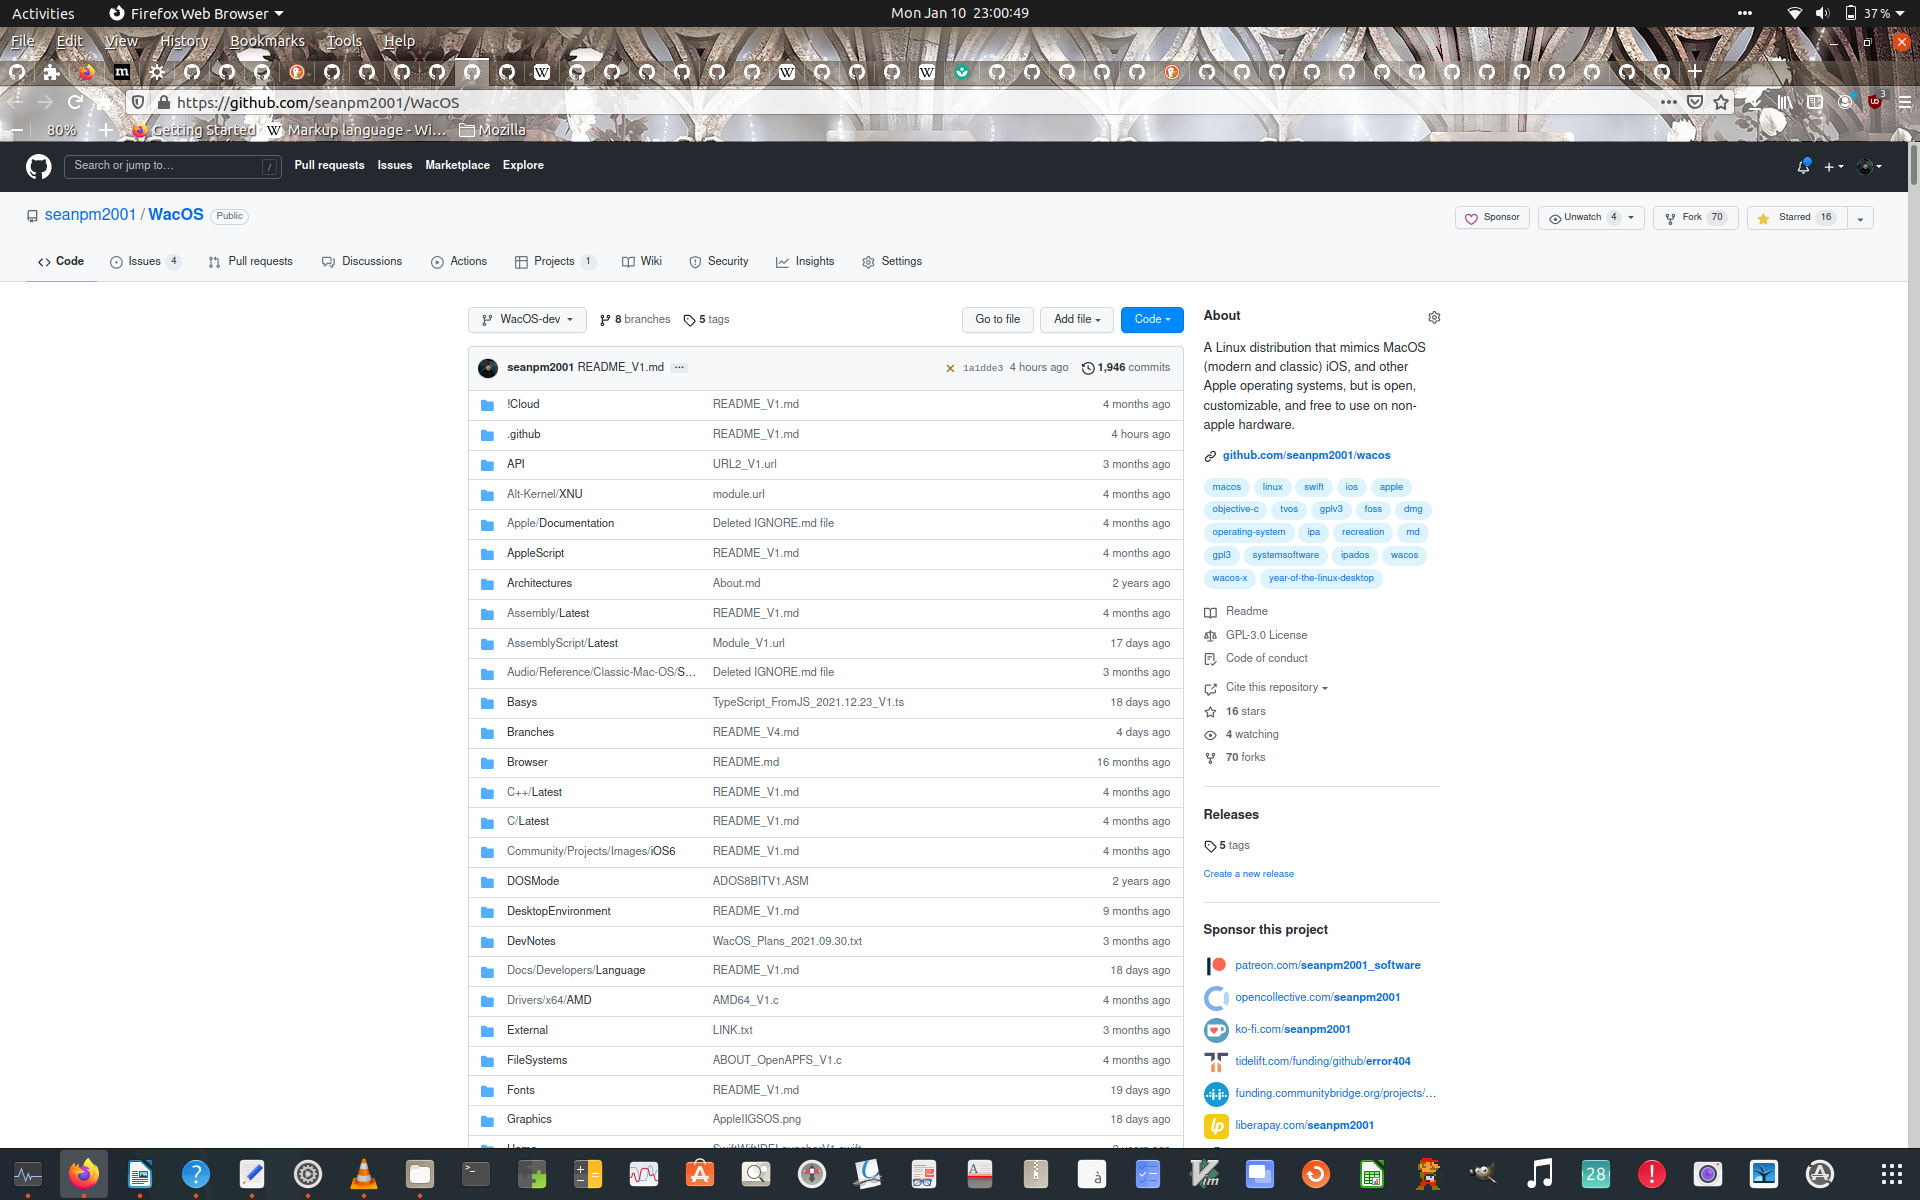 Activities Firefox Web Browser Mon Jan 10 23:00:49 37 %
File Edit View History Bookmarks Tools Help
https://github.com/seanpm2001/WacOS 3
80% Getting Started Markup language - Wi... Mozilla
Search or jump to... / Pull requests Issues Marketplace Explore
seanpm2001 / WacOS Public Sponsor Unwatch 4 Fork 70 Starred 16
Code Issues 4 Pull requests Discussions Actions Projects 1 Wiki Security Insights Settings
WacOS-dev 8 branches 5 tags Go to file Add file Code
seanpm2001 README_V1.md ... 1a1dde3 4 hours ago 1,946 commits
!Cloud README_V1.md 4 months ago
.github README_V1.md 4 hours ago
API URL2_V1.url 3 months ago
Alt-Kernel/XNU module.url 4 months ago
Apple/Documentation Deleted IGNORE.md file 4 months ago
AppleScript README_V1.md 4 months ago
Architectures About.md 2 years ago
Assembly/Latest README_V1.md 4 months ago
AssemblyScript/Latest Module_V1.url 17 days ago
Audio/Reference/Classic-Mac-OS/S... Deleted IGNORE.md file 3 months ago
Basys TypeScript_FromJS_2021.12.23_V1.ts 18 days ago
Branches README_V4.md 4 days ago
Browser README.md 16 months ago
C++/Latest README_V1.md 4 months ago
C/Latest README_V1.md 4 months ago
Community/Projects/Images/iOS6 README_V1.md 4 months ago
DOSMode ADOS8BITV1.ASM 2 years ago
DesktopEnvironment README_V1.md 9 months ago
DevNotes WacOS_Plans_2021.09.30.txt 3 months ago
Docs/Developers/Language README_V1.md 18 days ago
Drivers/x64/AMD AMD64_V1.c 4 months ago
External LINK.txt 3 months ago
FileSystems ABOUT_OpenAPFS_V1.c 4 months ago
Fonts README_V1.md 19 days ago
Graphics AppleIIGSOS.png 18 days ago
About
A Linux distribution that mimics MacOS
(modern and classic) iOS, and other
Apple operating systems, but is open,
customizable, and free to use on non-
apple hardware.
github.com/seanpm2001/wacos
macos linux swift ios apple
objective-c tvos gplv3 foss dmg
operating-system ipa recreation md
gpl3 systemsoftware ipados wacos
wacos-x year-of-the-linux-desktop
Readme
GPL-3.0 License
Code of conduct
Cite this repository
16 stars
4 watching
70 forks
Releases
5 tags
Create a new release
Sponsor this project
patreon.com/seanpm2001_software
opencollective.com/seanpm2001
ko-fi.com/seanpm2001
tidelift.com/funding/github/error404
funding.communitybridge.org/projects/...
liberapay.com/seanpm2001
28